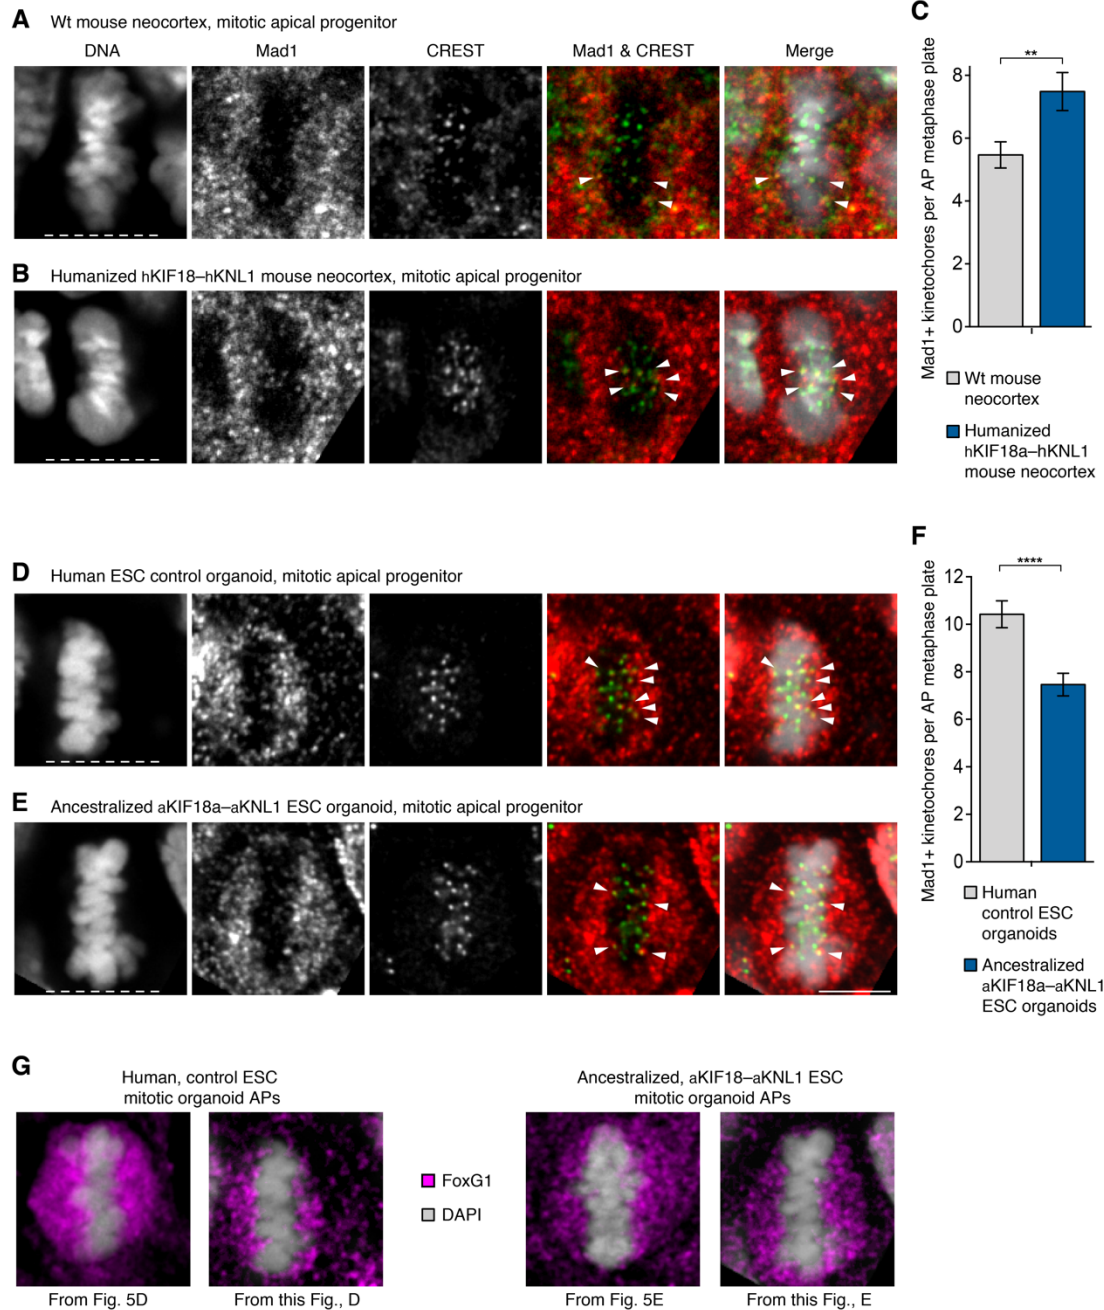 A Wt mouse neocortex, mitotic apical progenitor
DNA Mad1 CREST Mad1 & CREST Merge
B Humanized hKIF18–hKNL1 mouse neocortex, mitotic apical progenitor
C
**
Mad1+ kinetochores per AP metaphase plate
8
6
4
2
0
Wt mouse
neocortex
Humanized
hKIF18a–hKNL1
mouse neocortex
D Human ESC control organoid, mitotic apical progenitor
E Ancestralized aKIF18a–aKNL1 ESC organoid, mitotic apical progenitor
F
****
Mad1+ kinetochores per AP metaphase plate
12
10
8
6
4
2
0
Human
control ESC
organoids
Ancestralized
aKIF18a–aKNL1
ESC organoids
G
Human, control ESC
mitotic organoid APs
Ancestralized, aKIF18–aKNL1 ESC
mitotic organoid APs
FoxG1
DAPI
From Fig. 5D From this Fig., D From Fig. 5E From this Fig., E